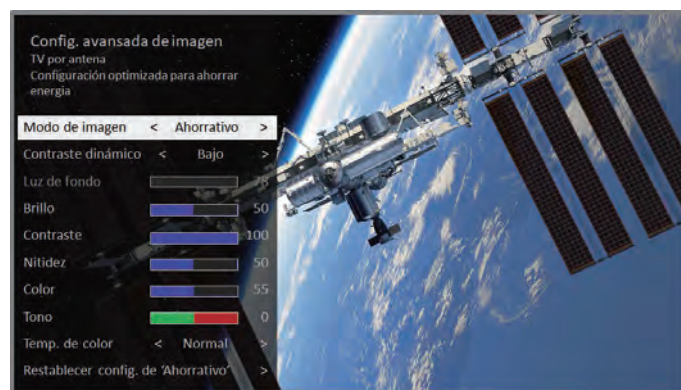 Config. avansada de imagen
TV por antena
Configuración optimizada para ahorrar
energia
Modo de imagen < Ahorrativo >
Contraste dinámico < Bajo >
Luz de fondo 76
Brillo 50
Contraste 100
Nitidez 50
Color 55
Tono 0
Temp. de color < Normal >
Restablecer config. de 'Ahorrativo' >